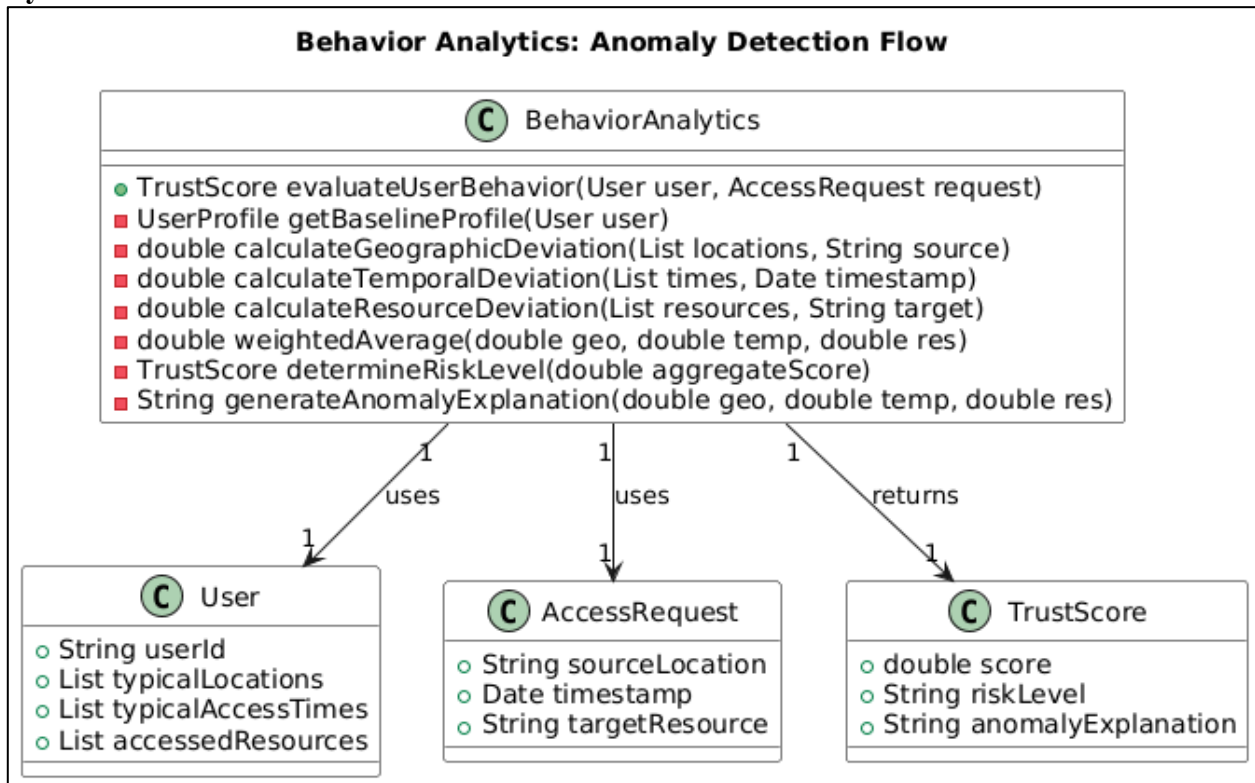 Behavior Analytics: Anomaly Detection Flow
C BehaviorAnalytics
TrustScore evaluateUserBehavior(User user, AccessRequest request)
UserProfile getBaselineProfile(User user)
double calculateGeographicDeviation(List locations, String source)
double calculateTemporalDeviation(List times, Date timestamp)
double calculateResourceDeviation(List resources, String target)
double weightedAverage(double geo, double temp, double res)
TrustScore determineRiskLevel(double aggregateScore)
String generateAnomalyExplanation(double geo, double temp, double res)
1 1 1
uses uses returns
1 1 1
C User
String userId
List typicalLocations
List typicalAccessTimes
List accessedResources
C AccessRequest
String sourceLocation
Date timestamp
String targetResource
C TrustScore
double score
String riskLevel
String anomalyExplanation